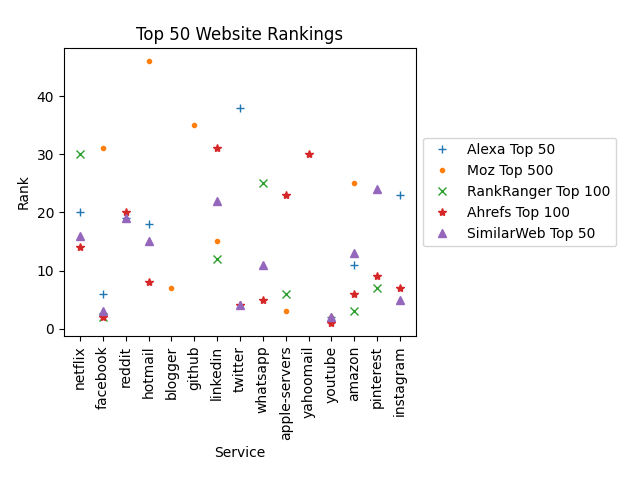 Top 50 Website Rankings
Rank
40
30
20
10
0
netflix
facebook
reddit
hotmail
blogger
github
linkedin
twitter
whatsapp
apple-servers
yahoomail
youtube
amazon
pinterest
instagram
Service
Alexa Top 50
Moz Top 500
RankRanger Top 100
Ahrefs Top 100
SimilarWeb Top 50